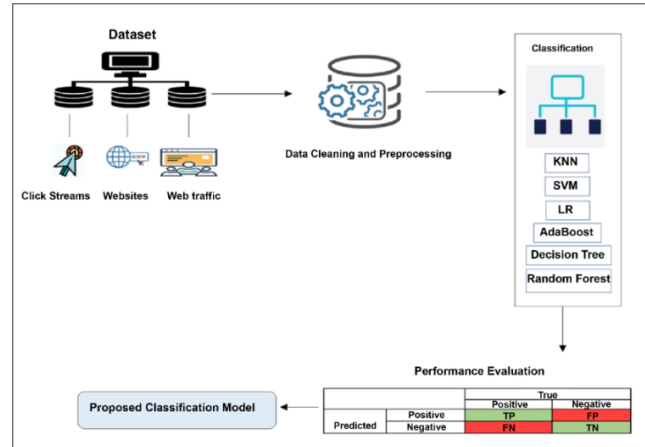 Dataset
Click Streams
Websites
Web traffic
Data Cleaning and Preprocessing
Classification
KNN
SVM
LR
AdaBoost
Decision Tree
Random Forest
Performance Evaluation
True
Positive Negative
Predicted Positive TP FP
Negative FN TN
Proposed Classification Model